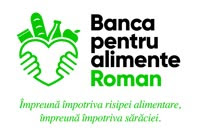 Banca
pentru
alimente
Roman
Împreună împotriva risipei alimentare,
împreună împotriva sărăciei.